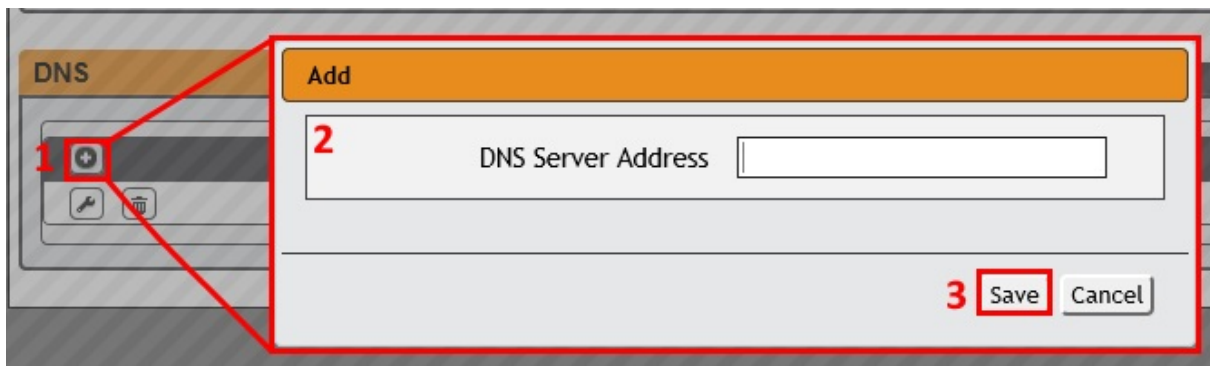 DNS
Add
1
2
DNS Server Address
3 Save Cancel